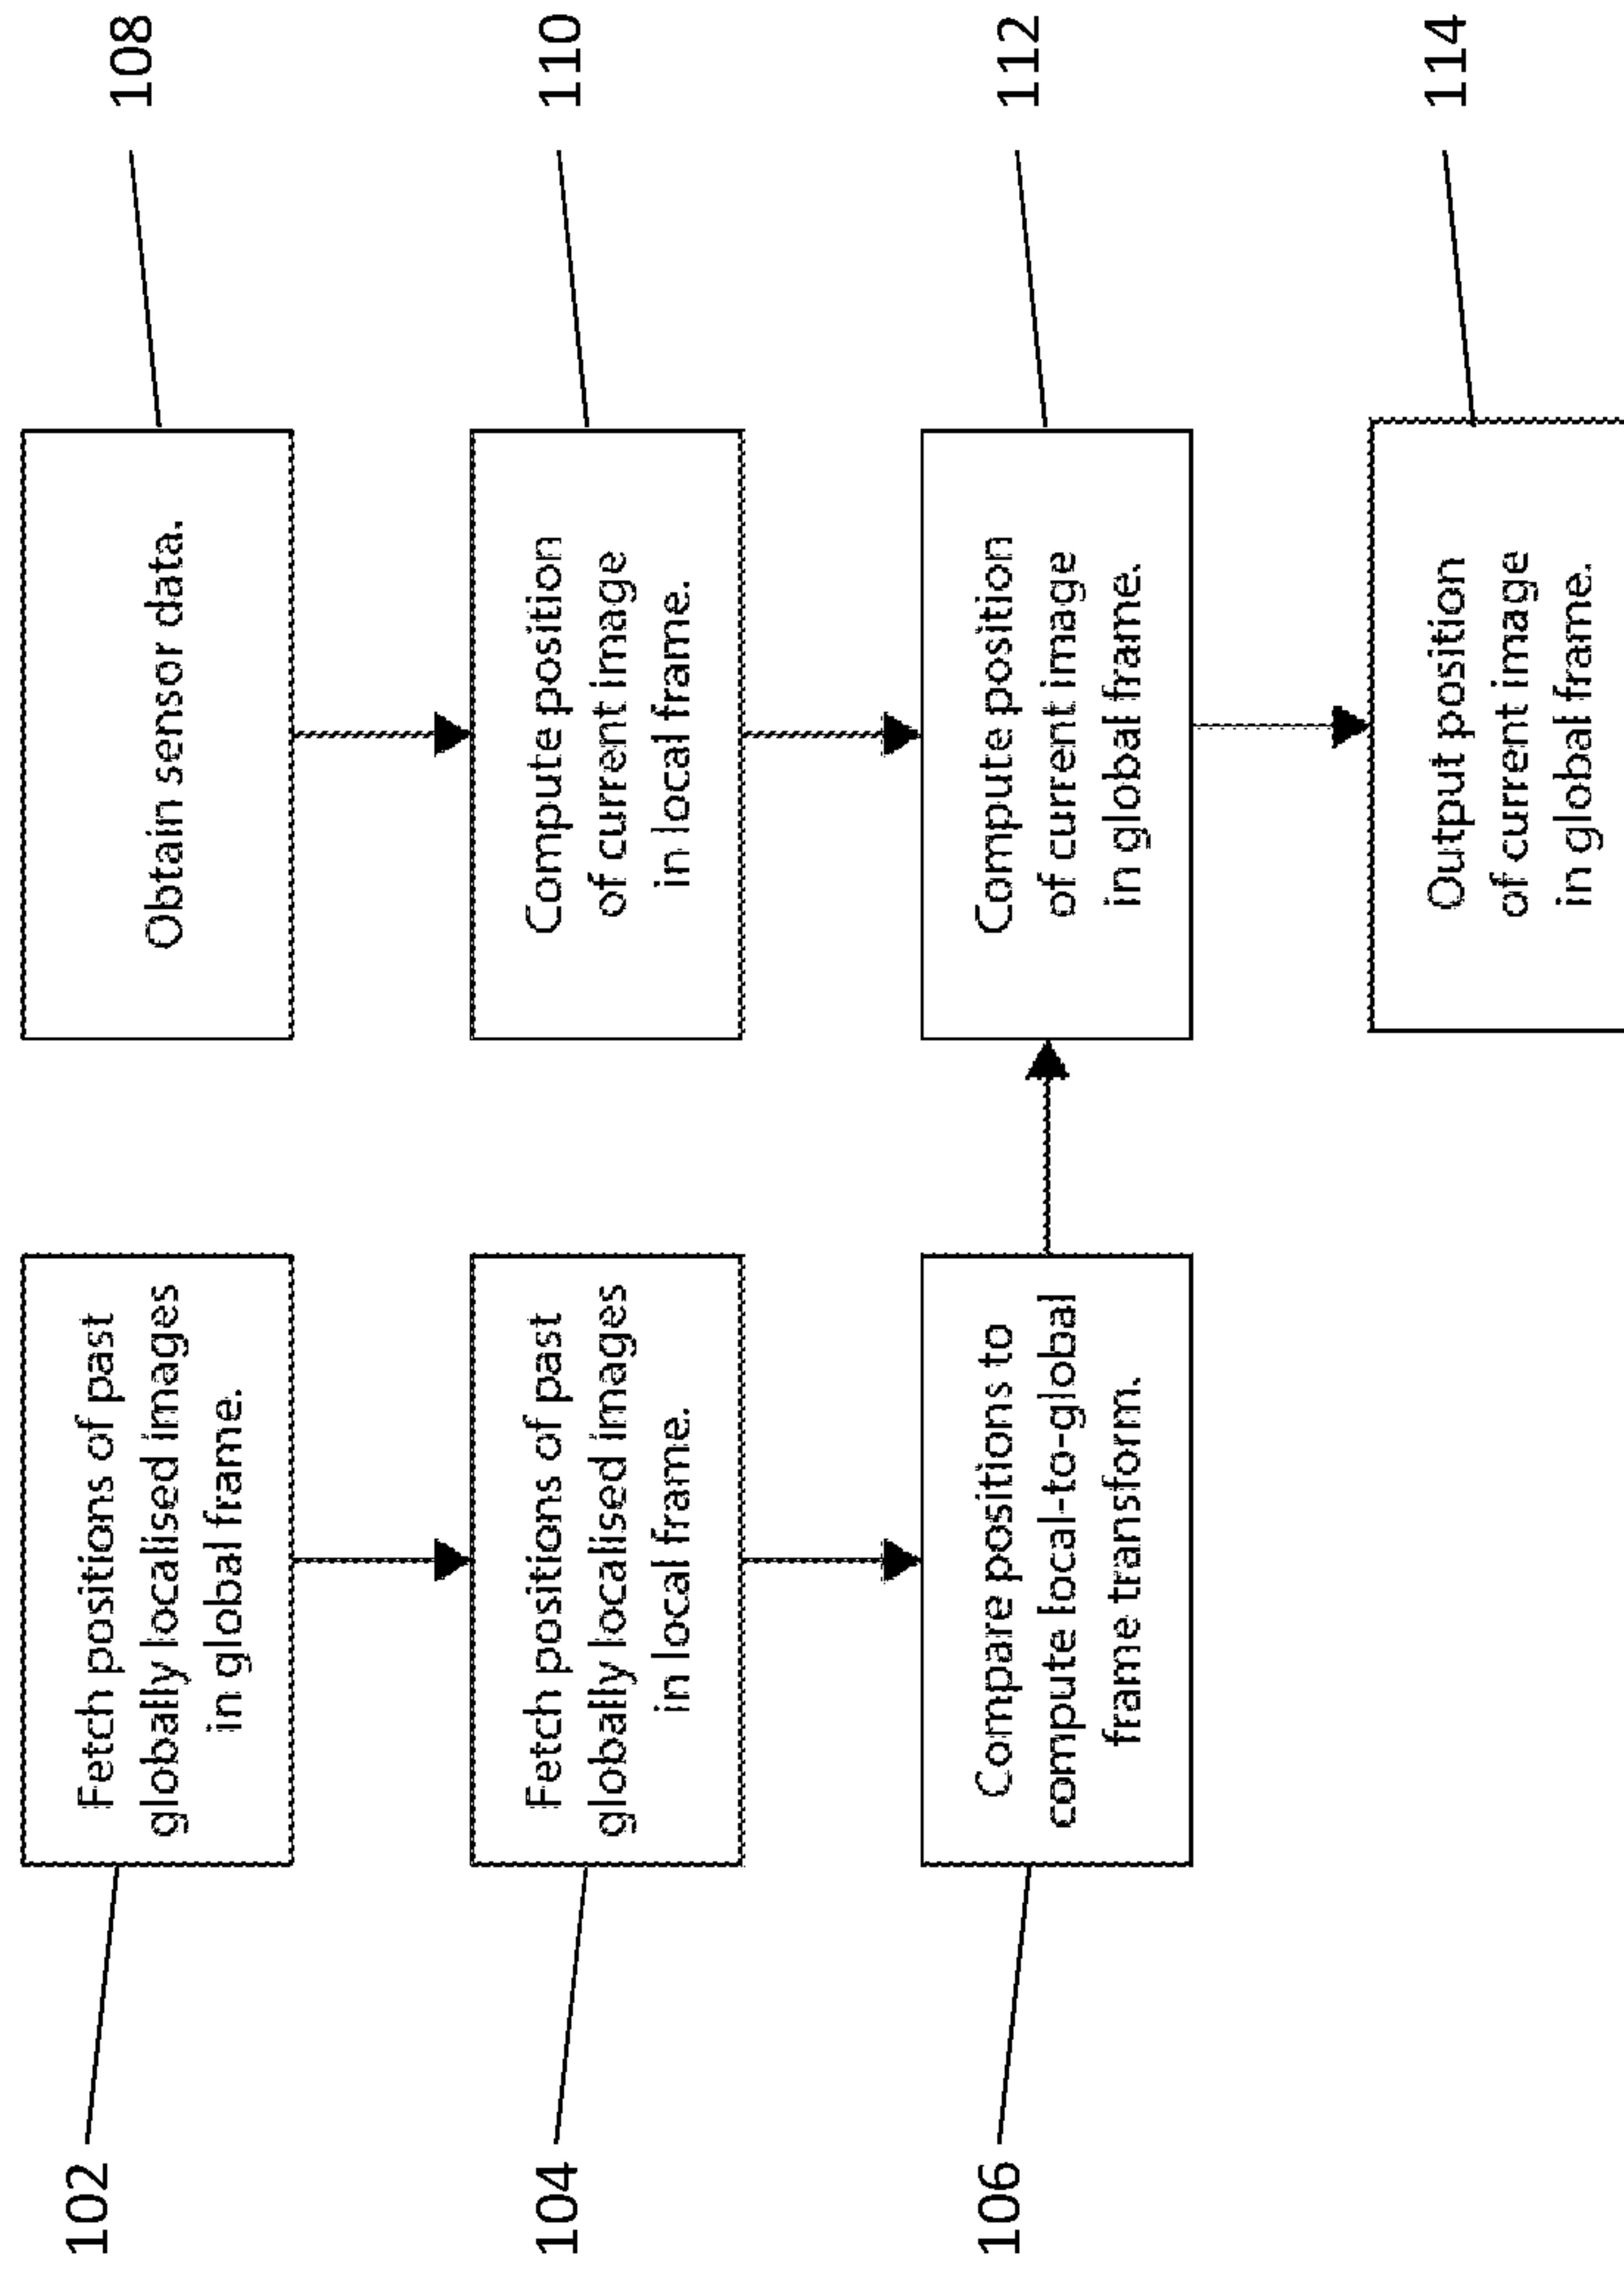 102
Fetch positions of past
globally localised images
in global frame.
104
Fetch positions of past
globally localised images
in local frame.
106
Compare positions to
compute local-to-global
frame transform.
108
Obtain sensor data.
110
Compute position
of current image
in local frame.
112
Compute position
of current image
in global frame.
114
Output position
of current image
in global frame.